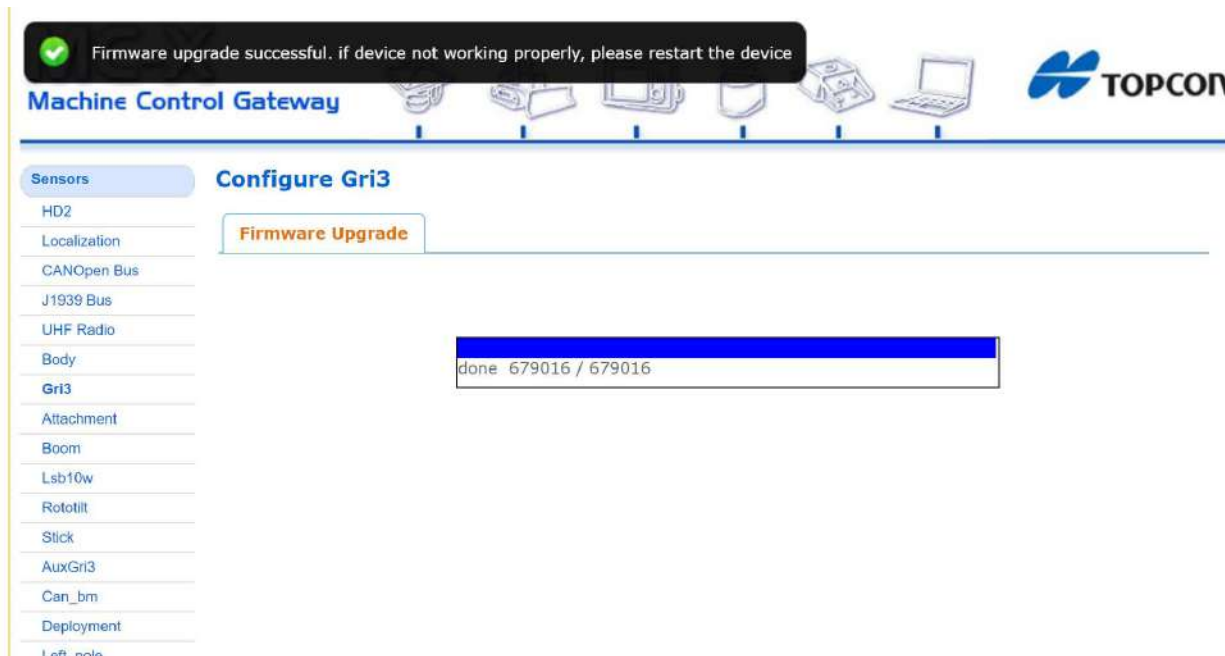 Firmware upgrade successful. if device not working properly, please restart the device
Machine Control Gateway
TOPCON
Sensors
HD2
Localization
CANOpen Bus
J1939 Bus
UHF Radio
Body
Gri3
Attachment
Boom
Lsb10w
Rototilt
Stick
AuxGri3
Can_bm
Deployment
Configure Gri3
Firmware Upgrade
done 679016 / 679016